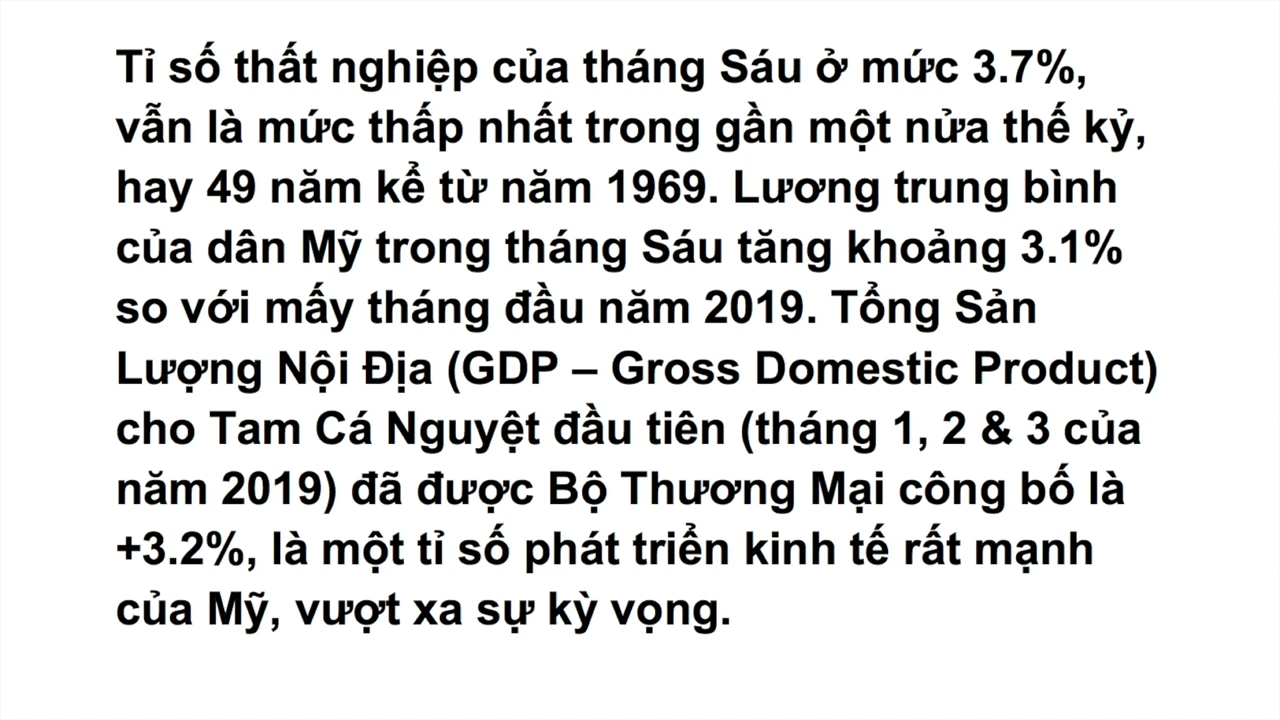 Tỉ số thất nghiệp của tháng Sáu ở mức 3.7%,
vẫn là mức thấp nhất trong gần một nửa thế kỷ,
hay 49 năm kể từ năm 1969. Lương trung bình
của dân Mỹ trong tháng Sáu tăng khoảng 3.1%
so với mấy tháng đầu năm 2019. Tổng Sản
Lượng Nội Địa (GDP – Gross Domestic Product)
cho Tam Cá Nguyệt đầu tiên (tháng 1, 2 & 3 của
năm 2019) đã được Bộ Thương Mại công bố là
+3.2%, là một tỉ số phát triển kinh tế rất mạnh
của Mỹ, vượt xa sự kỳ vọng.